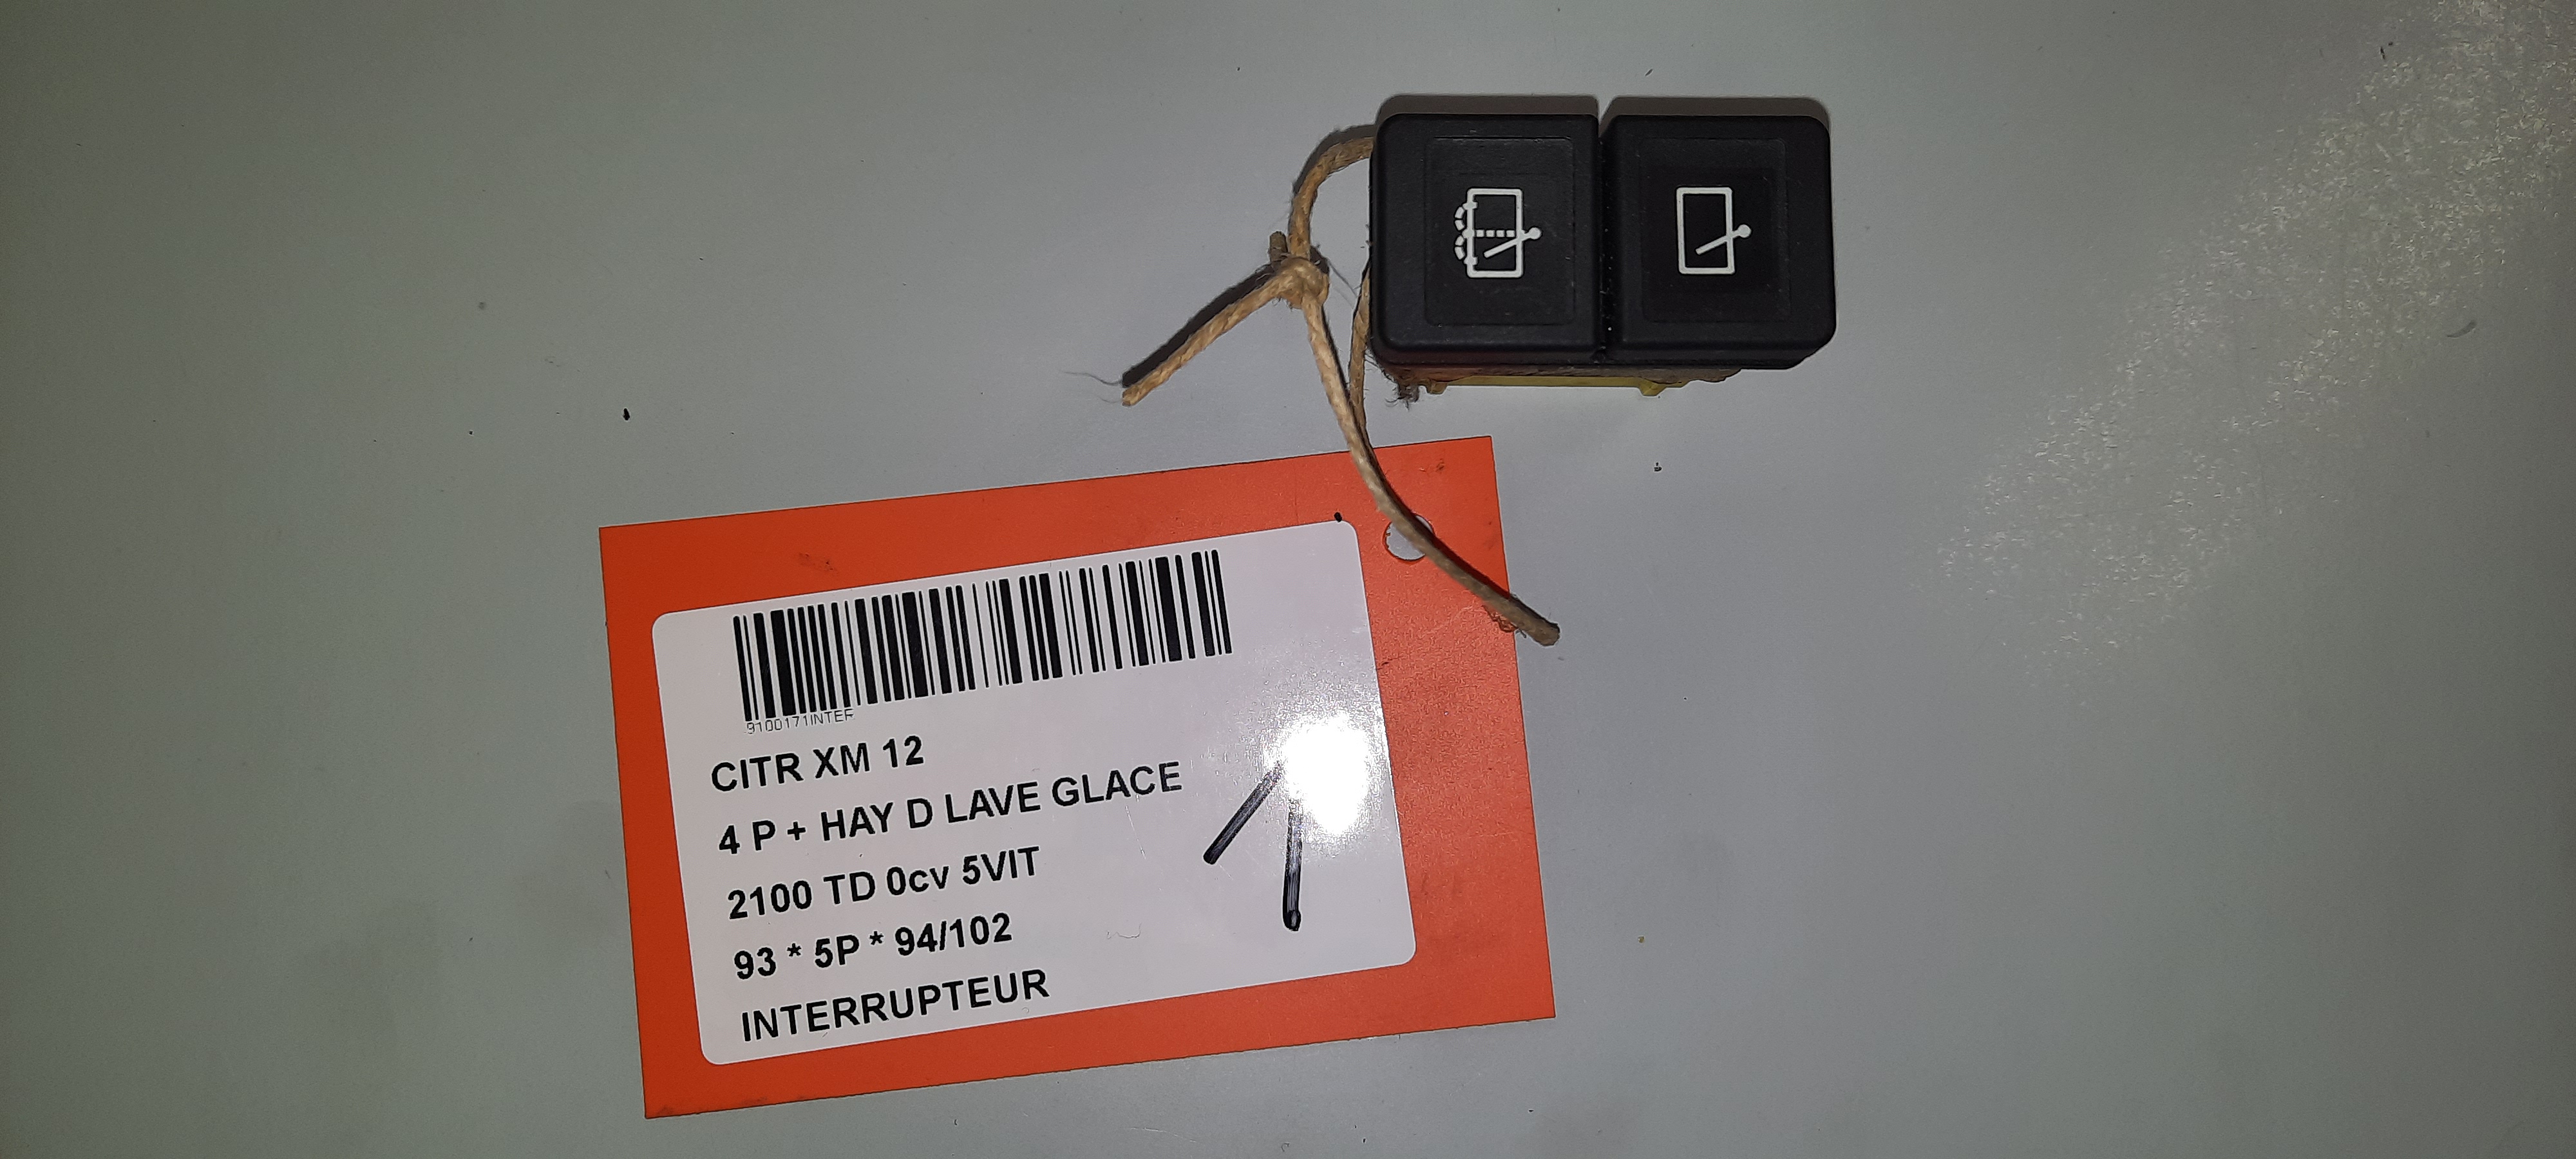 9100171INTER
CITR XM 12
4 P + HAY D LAVE GLACE
2100 TD 0cv 5VIT
93 * 5P * 94/102
INTERRUPTEUR